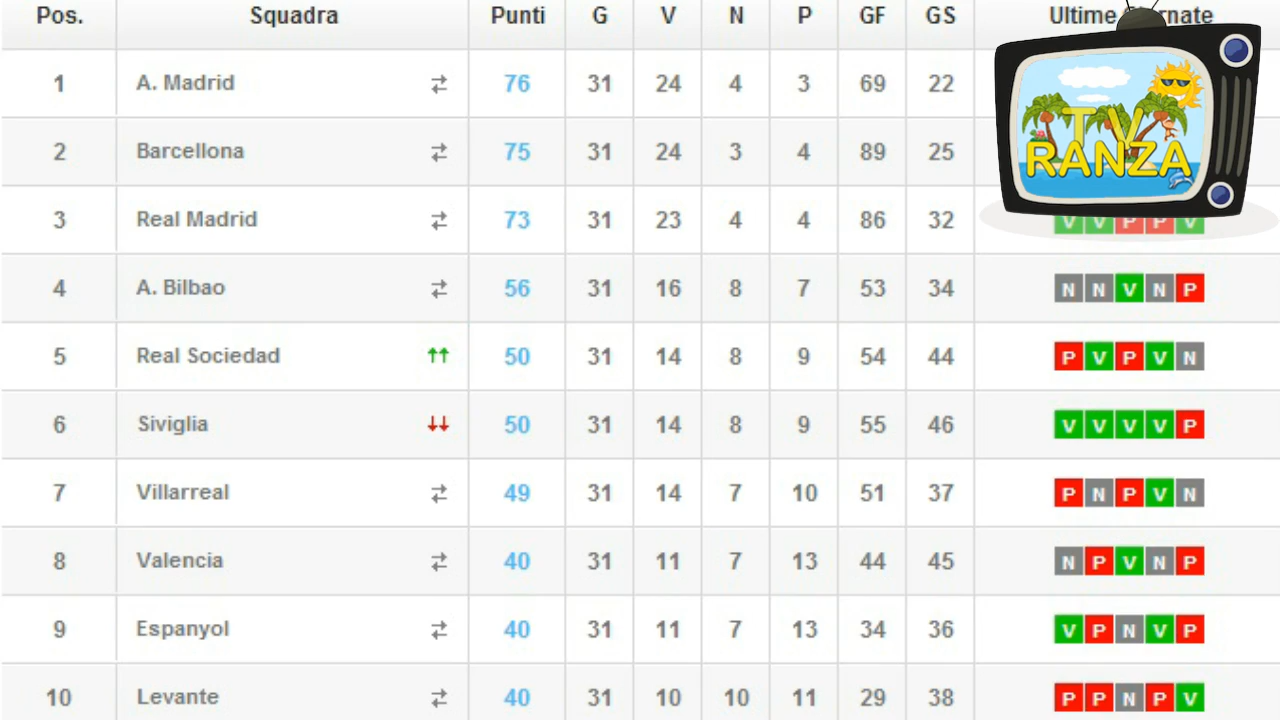 Pos. Squadra Punti G V N P GF GS Ultime
1 A. Madrid 76 31 24 4 3 69 22
2 Barcellona 75 31 24 3 4 89 25
3 Real Madrid 73 31 23 4 4 86 32 V V P P V
4 A. Bilbao 56 31 16 8 7 53 34 N N V N P
5 Real Sociedad 50 31 14 8 9 54 44 P V P V N
6 Siviglia 50 31 14 8 9 55 46 V V V V P
7 Villarreal 49 31 14 7 10 51 37 P N P V N
8 Valencia 40 31 11 7 13 44 45 N P V N P
9 Espanyol 40 31 11 7 13 34 36 V P N V P
10 Levante 40 31 10 10 11 29 38 P P N P V
TV
RANZA